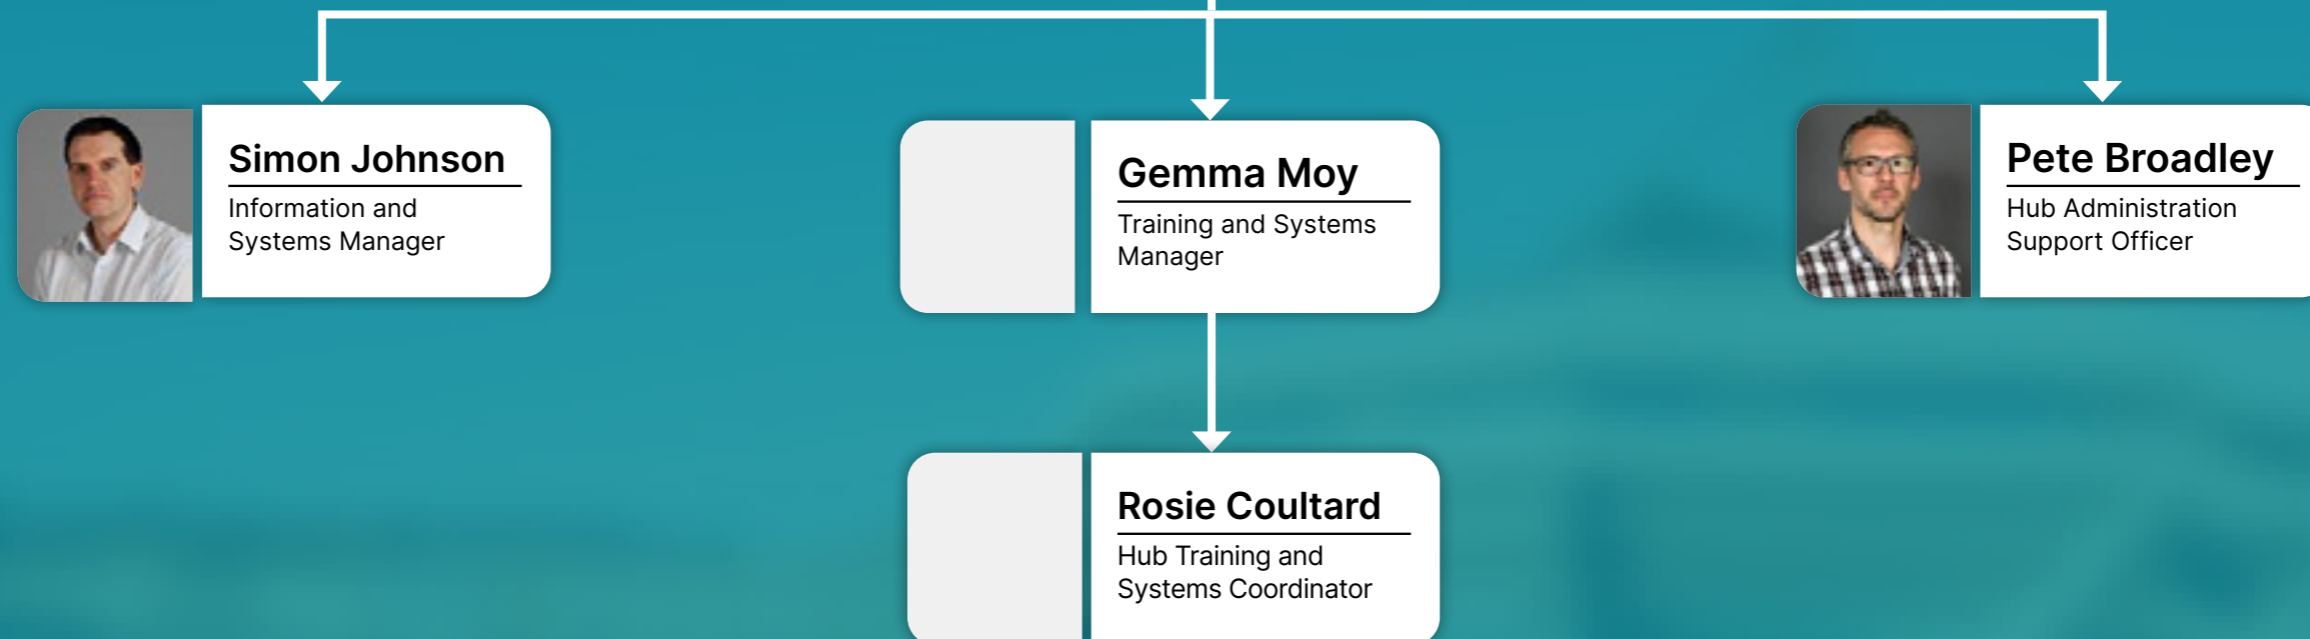 Simon Johnson
Information and
Systems Manager
Gemma Moy
Training and Systems
Manager
Pete Broadley
Hub Administration
Support Officer
Rosie Coultard
Hub Training and
Systems Coordinator